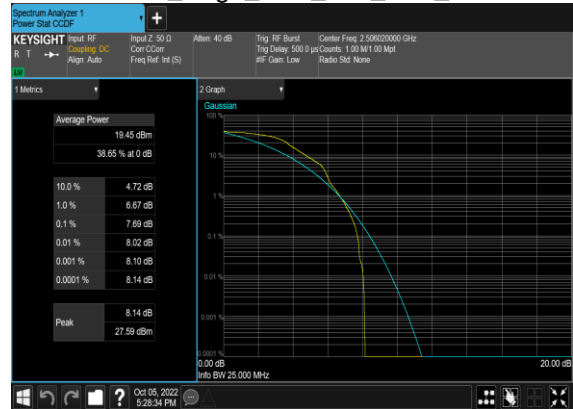 Spectrum Analyzer 1
Power Stat CCDF
+
KEYSIGHT
R T
LXI
Input: RF
Coupling: DC
Align: Auto
Input Z: 50 Ω
Corr CCorr
Freq Ref: Int (S)
Atten: 40 dB
Trig: RF Burst
Trig Delay: 500.0 µs
#IF Gain: Low
Center Freq: 2.506020000 GHz
Counts: 1.00 M/1.00 Mpt
Radio Std: None
1 Metrics
Average Power
19.45 dBm
38.65 % at 0 dB
10.0 % 4.72 dB
1.0 % 6.67 dB
0.1 % 7.69 dB
0.01 % 8.02 dB
0.001 % 8.10 dB
0.0001 % 8.14 dB
Peak
8.14 dB
27.59 dBm
2 Graph
Gaussian
100 %
10 %
1 %
0.1 %
0.01 %
0.001 %
0.0001 %
0.00 dB
20.00 dB
Info BW 25.000 MHz
?
Oct 05, 2022
5:28:34 PM